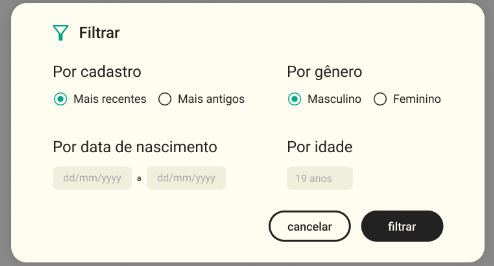 Filtrar
Por cadastro
Mais recentes Mais antigos
Por gênero
Masculino Feminino
Por data de nascimento
dd/mm/yyyy a dd/mm/yyyy
Por idade
19 anos
cancelar filtrar